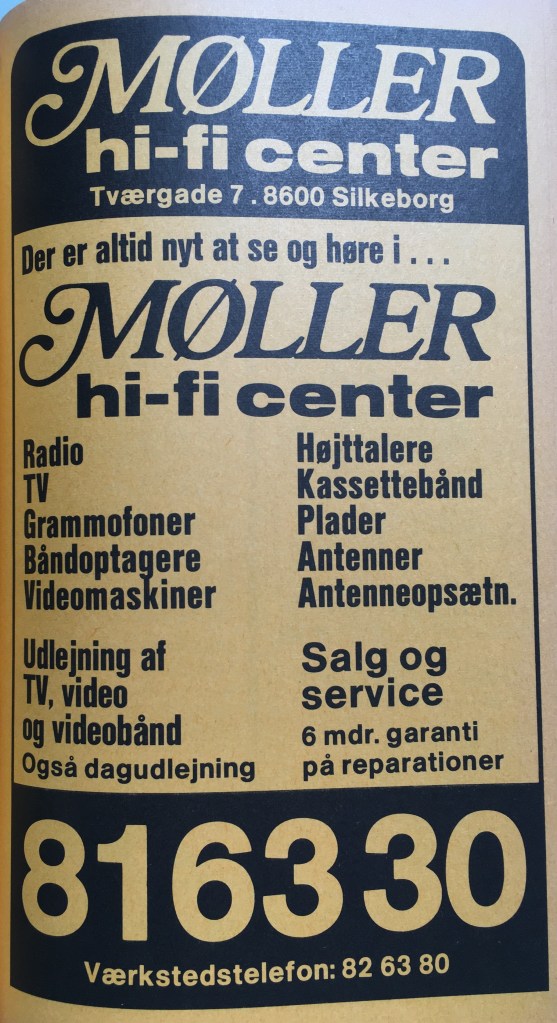 MØLLER
hi-fi center
Tværgade 7 . 8600 Silkeborg
Der er altid nyt at se og høre i . . .
MØLLER
hi-fi center
Radio
TV
Grammofoner
Båndoptagere
Videomaskiner
Højttalere
Kassettebånd
Plader
Antenner
Antenneopsætn.
Udlejning af
TV, video
og videobånd
Også dagudlejning
Salg og
service
6 mdr. garanti
på reparationer
81 63 30
Værkstedstelefon: 82 63 80